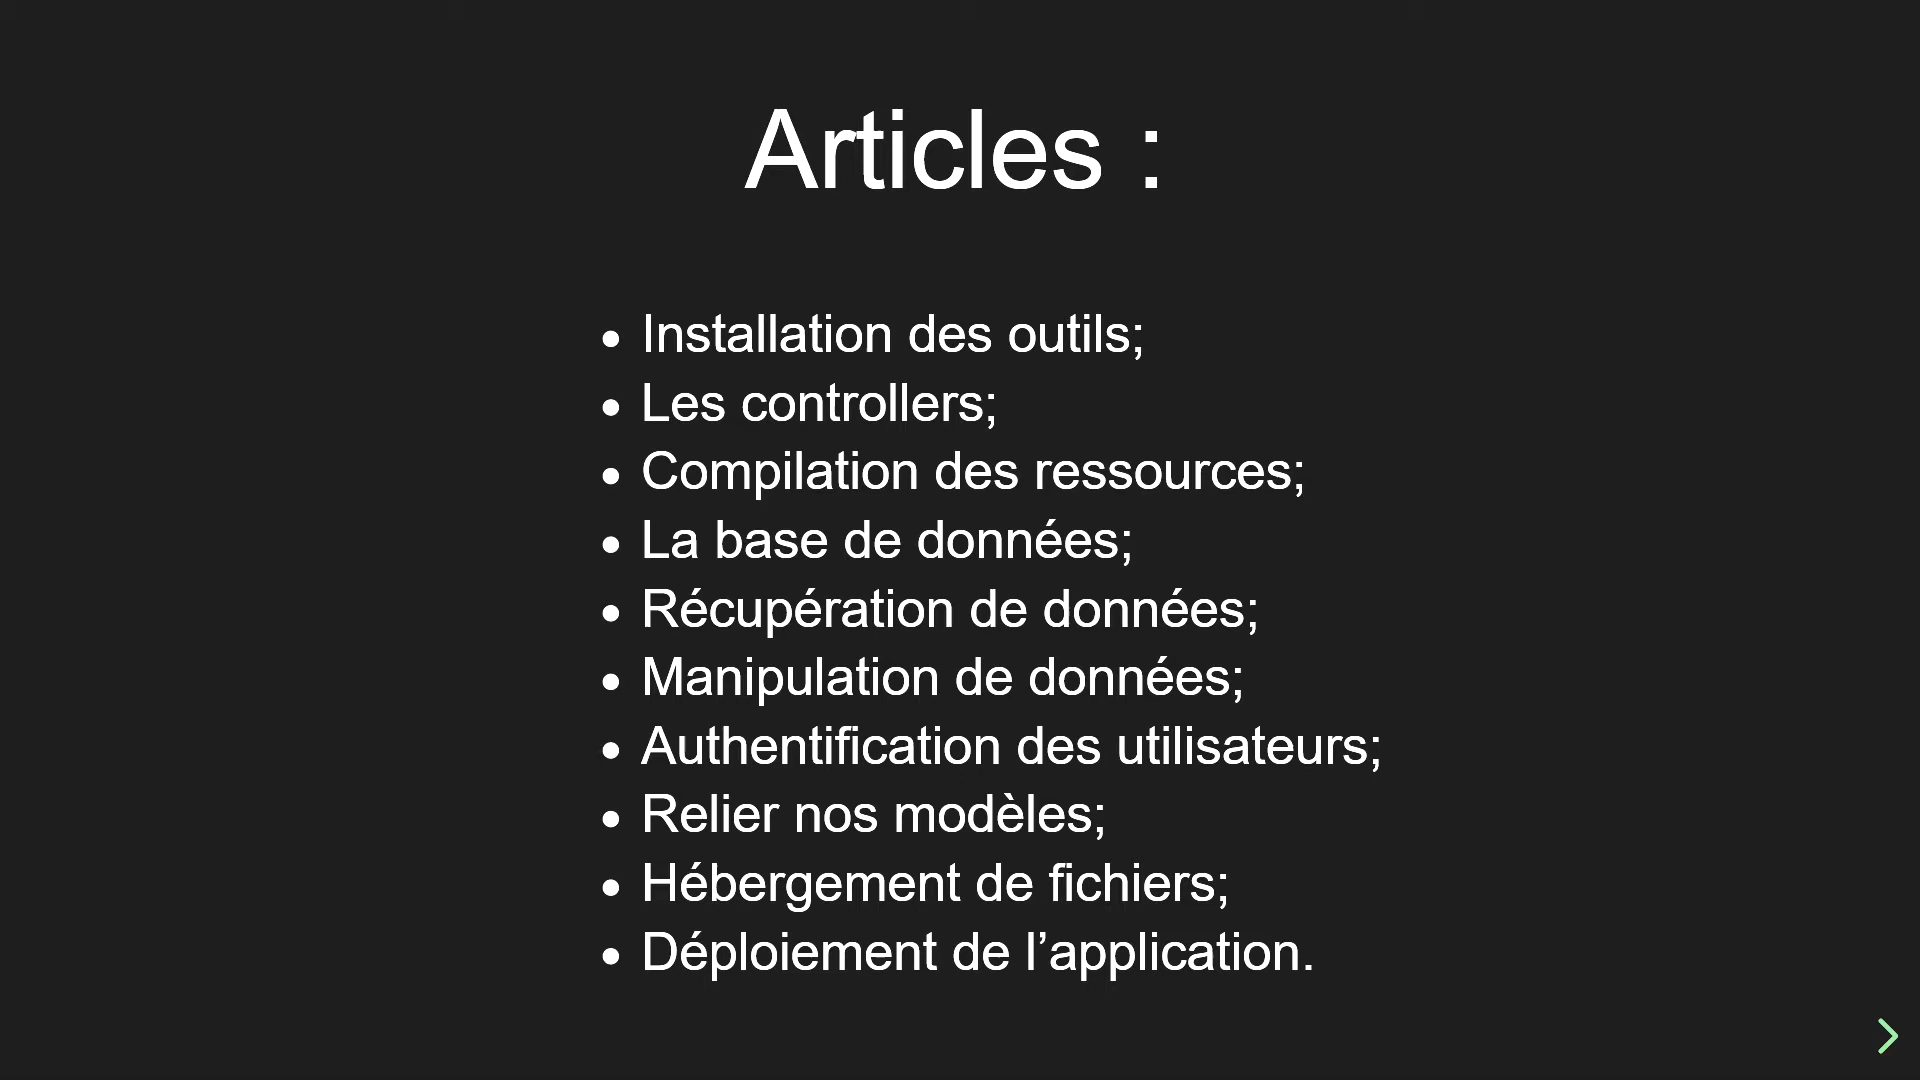 Articles :
• Installation des outils;
• Les controllers;
• Compilation des ressources;
• La base de données;
• Récupération de données;
• Manipulation de données;
• Authentification des utilisateurs;
• Relier nos modèles;
• Hébergement de fichiers;
• Déploiement de l’application.